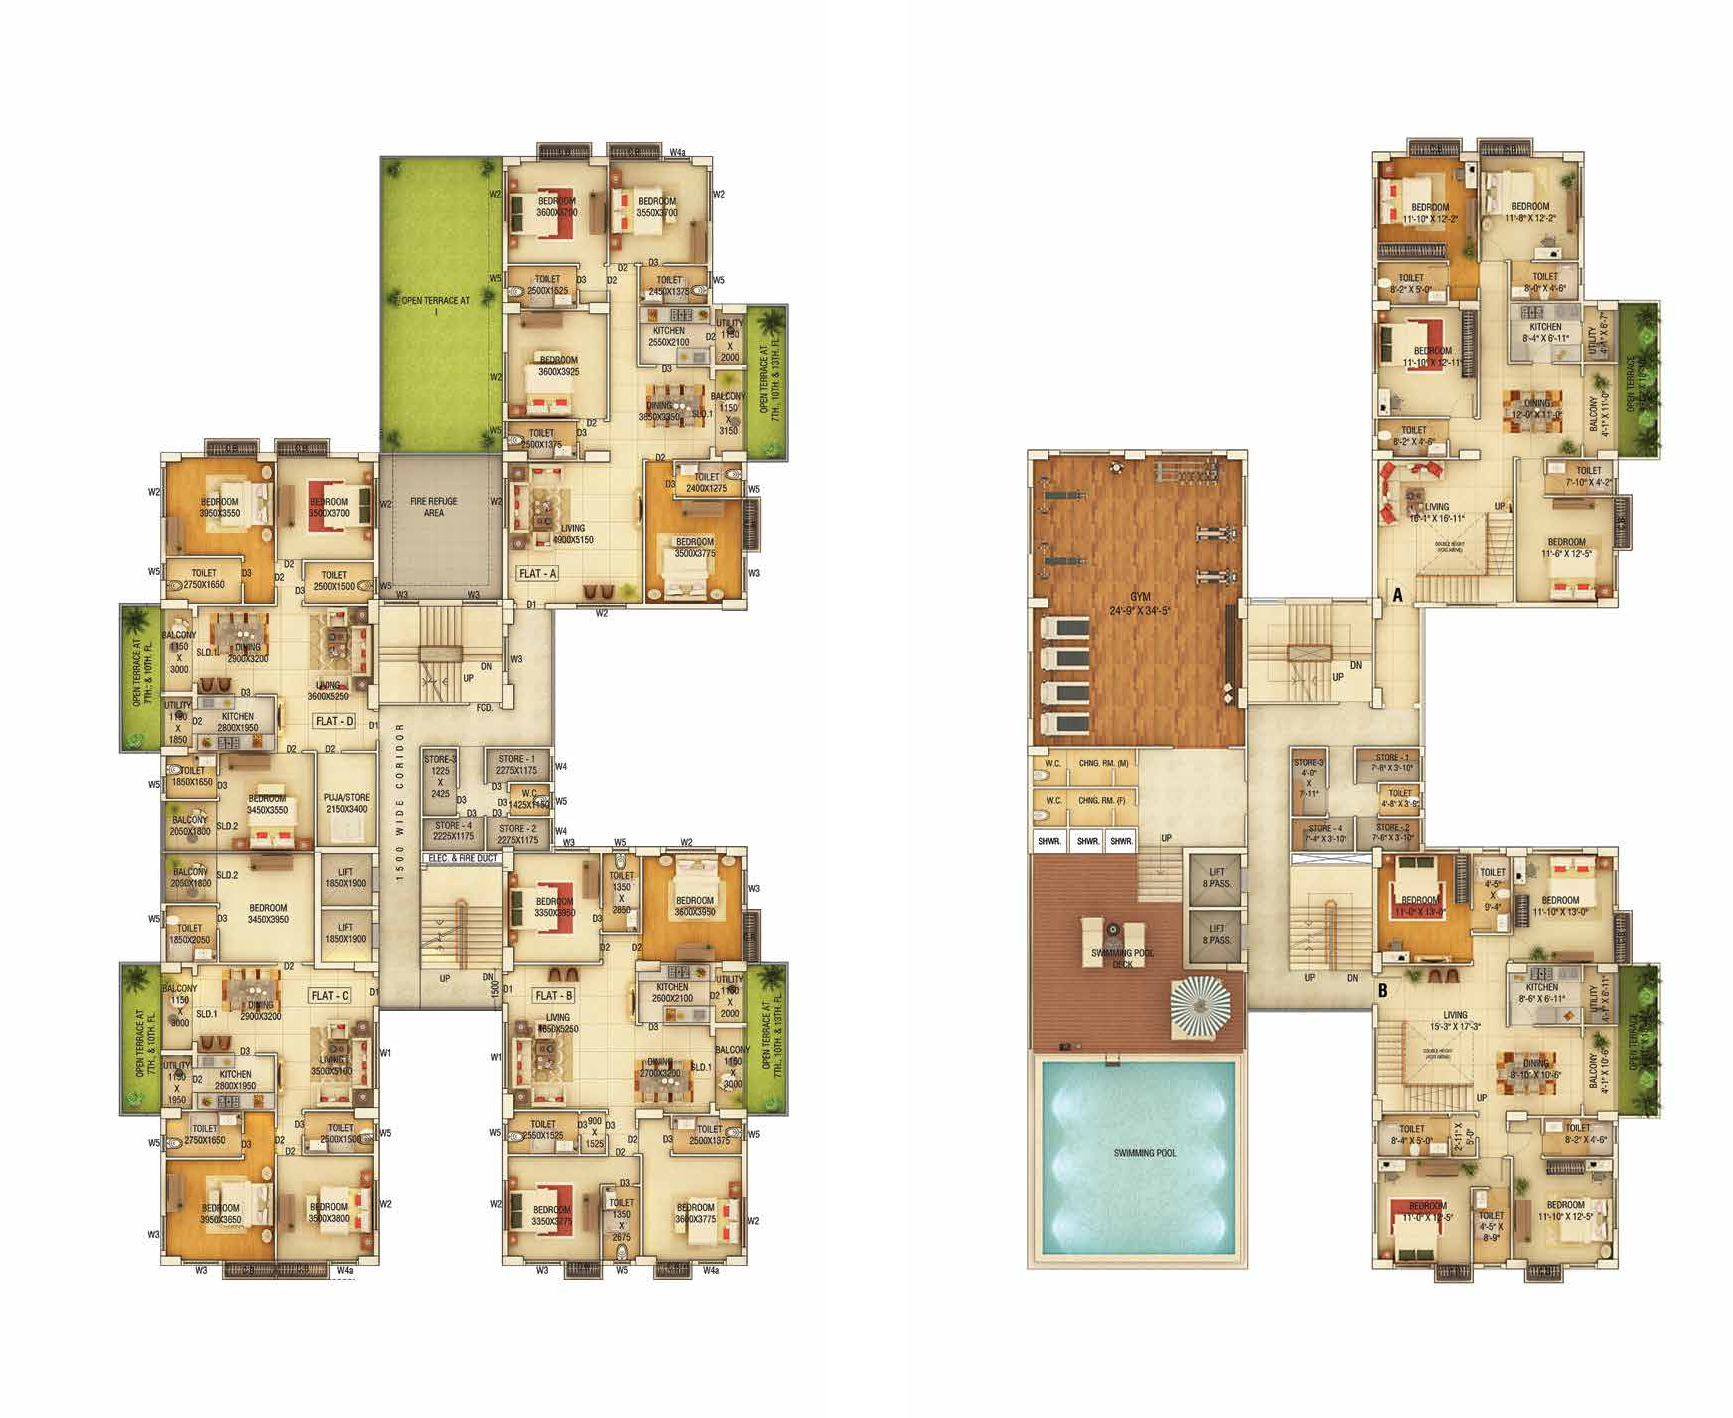 C.B
C.B
W4a
W2
BEDROOM
3600X3700
BEDROOM
3550X3700
W2
D3
D2
W5
TOILET
2500X1525
D3
D2
TOILET
2450X1375
W5
OPEN TERRACE AT
I
KITCHEN
2550X2100
D2
UTILITY
1150
X
2000
W2
BEDROOM
3600X3925
D3
OPEN TERRACE AT
7TH. 10TH. & 13TH. FL.
BALCONY
1150
X
3150
DINING
3650X3350
SLD.1
D2
W5
TOILET
2500X1375
D3
D2
TOILET
2400X1275
D3
W5
C.B
C.B
W2
BEDROOM
3950X3550
BEDROOM
3500X3700
W2
FIRE REFUGE
AREA
W2
LIVING
4900X5150
C.B
BEDROOM
3500X3775
W3
FLAT - A
W5
TOILET
2750X1650
D3
D2
TOILET
2500X1500
D3
W5
W3
W3
D1
W2
OPEN TERRACE AT
7TH., & 10TH. FL.
BALCONY
1150
X
3000
SLD.1
DINING
2900X3200
LIVING
3600X5250
D3
W3
DN
UP
FCD.
UTILITY
1150
X
1850
D2
KITCHEN
2800X1950
FLAT - D
D1
D2
D2
1500 WIDE CORIDOR
W5
TOILET
1850X1650
D3
BEDROOM
3450X3550
PUJA/STORE
2150X3400
BALCONY
2050X1800
SLD.2
STORE-3
1225
X
2425
STORE - 1
2275X1175
W4
D3
D3
W.C
1425X1150
W5
D3
D3
D3
STORE - 4
2225X1175
STORE - 2
2275X1175
W4
ELEC. & FIRE DUCT
BALCONY
2050X1800
SLD.2
LIFT
1850X1900
BEDROOM
3450X3950
W5
TOILET
1850X2050
D3
LIFT
1850X1900
D2
W3
W5
W2
BEDROOM
3350X3950
TOILET
1350
X
2850
D3
BEDROOM
3600X3950
W3
C.B
D2
D2
UP
DN
1500
OPEN TERRACE AT
7TH., & 10TH. FL.
BALCONY
1150
X
3000
SLD.1
DINING
2900X3200
FLAT - C
D1
D1
FLAT - B
KITCHEN
2600X2100
D2
UTILITY
1150
X
2000
OPEN TERRACE AT
7TH., 10TH. & 13TH. FL.
LIVING
4650X5250
D3
D3
LIVING
3500X5100
W1
W1
UTILITY
1150
X
1950
D2
KITCHEN
2800X1950
DINING
2700X3200
SLD.1
BALCONY
1150
X
3000
W5
TOILET
2750X1650
D3
D2
D3
TOILET
2500X1500
W5
W5
TOILET
2550X1525
D3
900
X
1525
D3
D2
D2
TOILET
2500X1375
W5
D2
D2
D3
W3
BEDROOM
3950X3650
BEDROOM
3500X3800
W2
W2
BEDROOM
3350X3775
TOILET
1350
X
2675
BEDROOM
3600X3775
W2
W3
C.B
C.B
W4a
W3
C.B
W5
C.B
W4a
C.B
C.B
BEDROOM
11'-10" X 12'-2"
BEDROOM
11'-8" X 12'-2"
TOILET
8'-2" X 5'-0"
TOILET
8'-0" X 4'-6"
KITCHEN
8'-4" X 6'-11"
UTILITY
4'-1" X 6'-7"
BEDROOM
11'-10" X 12'-11"
OPEN TERRACE
DINING
12'-0" X 11'-0"
BALCONY
4'-1" X 11'-0"
TOILET
8'-2" X 4'-6"
TOILET
7'-10" X 4'-2"
LIVING
16'-1" X 16'-11"
UP
DOUBLE HEIGHT
(VOID ABOVE)
BEDROOM
11'-6" X 12'-5"
C.B
A
GYM
24'-9" X 34'-5"
DN
UP
W.C.
CHNG. RM. (M)
W.C.
CHNG. RM. (F)
SHWR.
SHWR.
SHWR.
UP
STORE-3
4'-0"
X
7'-11"
STORE - 1
7'-6" X 3'-10"
TOILET
4'-8" X 3'-9"
STORE - 4
7'-4" X 3'-10"
STORE - 2
7'-6" X 3'-10"
LIFT
8 PASS.
LIFT
8 PASS.
SWIMMING POOL
DECK
BEDROOM
11'-0" X 13'-0"
TOILET
4'-5"
X
9'-4"
BEDROOM
11'-10" X 13'-0"
C.B
UP
DN
B
KITCHEN
8'-6" X 6'-11"
UTILITY
4'-1" X 6'-11"
LIVING
15'-3" X 17'-3"
OPEN TERRACE
DOUBLE HEIGHT
(VOID ABOVE)
DINING
8'-10" X 10'-6"
BALCONY
4'-1" X 10'-6"
UP
TOILET
8'-4" X 5'-0"
2'-11" X
5'-0"
TOILET
8'-2" X 4'-6"
SWIMMING POOL
BEDROOM
11'-0" X 12'-5"
TOILET
4'-5" X
8'-9"
BEDROOM
11'-10" X 12'-5"
C.B
C.B